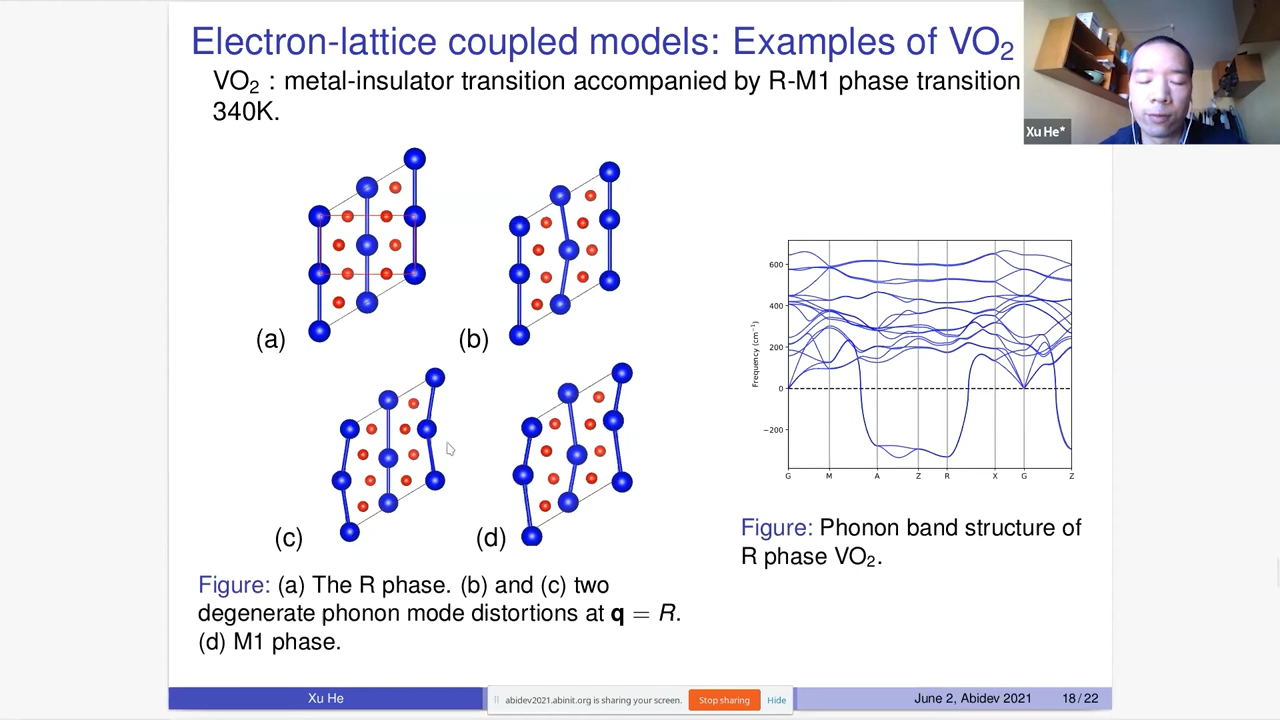 Electron-lattice coupled models: Examples of VO₂
VO₂ : metal-insulator transition accompanied by R-M1 phase transition
340K.
Xu He*
(a)
(b)
(c)
(d)
Figure: (a) The R phase. (b) and (c) two
degenerate phonon mode distortions at q = R.
(d) M1 phase.
Frequency (cm⁻¹)
600
400
200
0
−200
G M A Z R X G Z
Figure: Phonon band structure of
R phase VO₂.
Xu He
abidev2021.abinit.org is sharing your screen.
Stop sharing
Hide
June 2, Abidev 2021
18 / 22